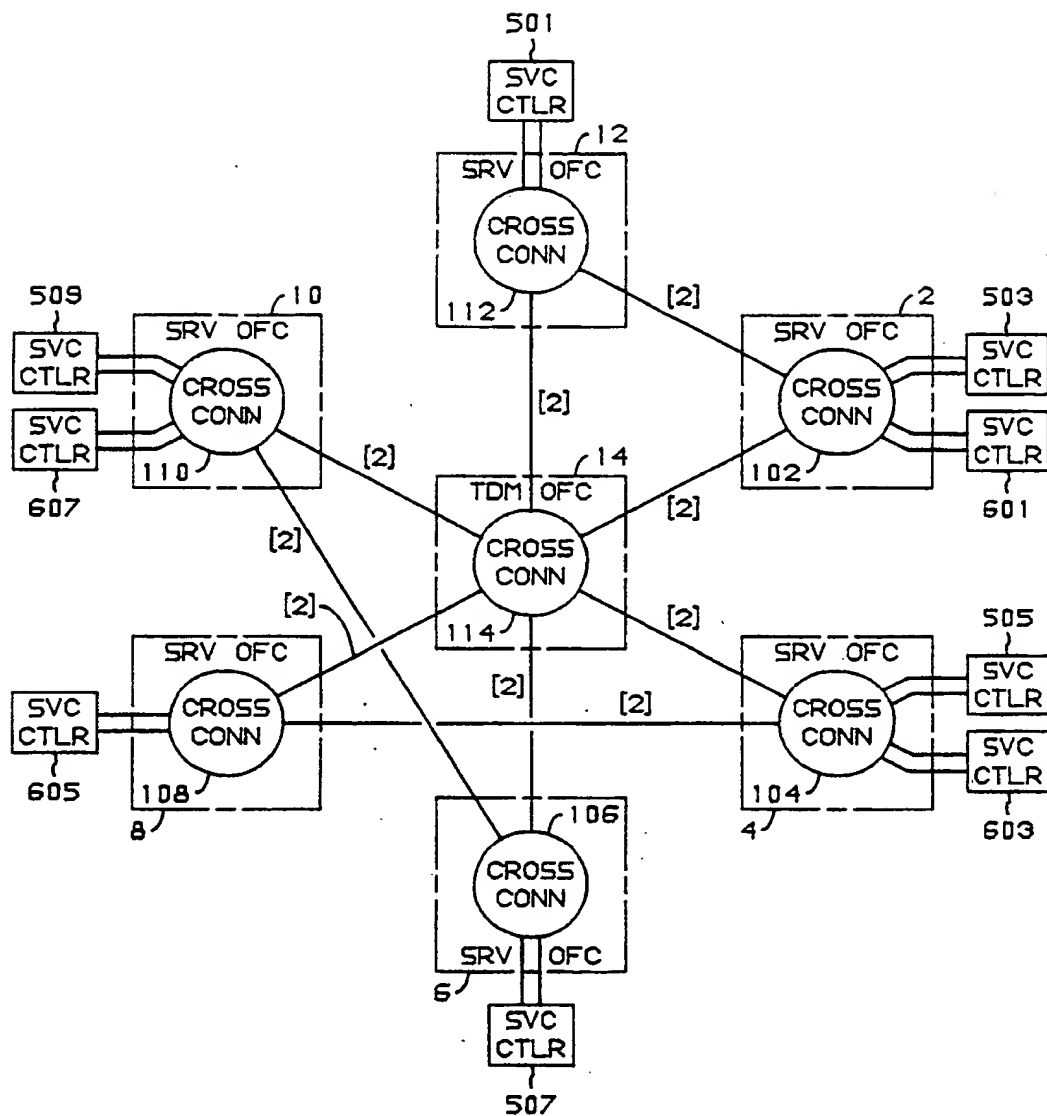 501
SVC
CTLR
12
SRV OFC
CROSS
CONN
112
509
SVC
CTLR
10
SRV OFC
CROSS
CONN
110
SVC
CTLR
607
[2]
2
SRV OFC
CROSS
CONN
102
503
SVC
CTLR
SVC
CTLR
601
[2]
[2]
14
TDM OFC
CROSS
CONN
114
[2]
[2]
[2]
[2]
SRV OFC
CROSS
CONN
108
8
SVC
CTLR
605
[2]
[2]
SRV OFC
CROSS
CONN
104
4
505
SVC
CTLR
SVC
CTLR
603
106
CROSS
CONN
SRV OFC
6
SVC
CTLR
507